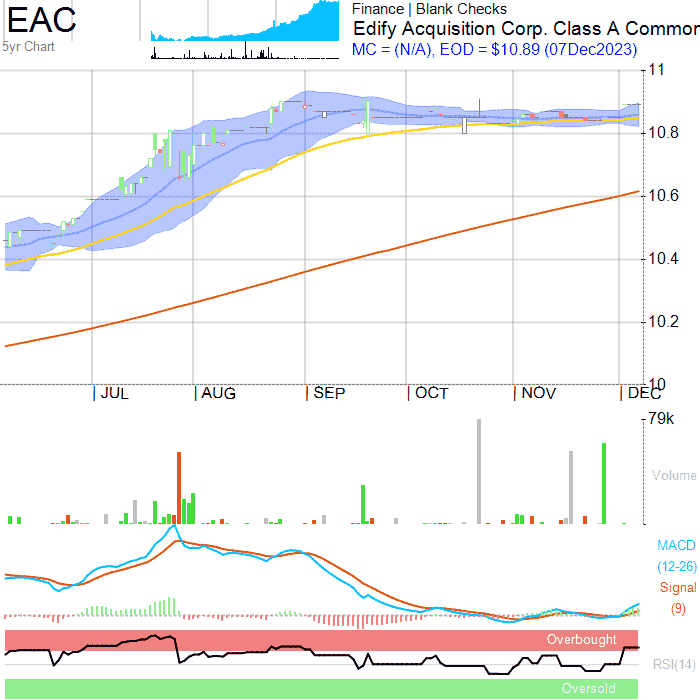 EAC
5yr Chart
Finance | Blank Checks
Edify Acquisition Corp. Class A Common
MC = (N/A), EOD = $10.89 (07Dec2023)
11
10.8
10.6
10.4
10.2
10
JUL
AUG
SEP
OCT
NOV
DEC
79k
Volume
MACD
(12-26)
Signal
(9)
Overbought
RSI(14)
Oversold